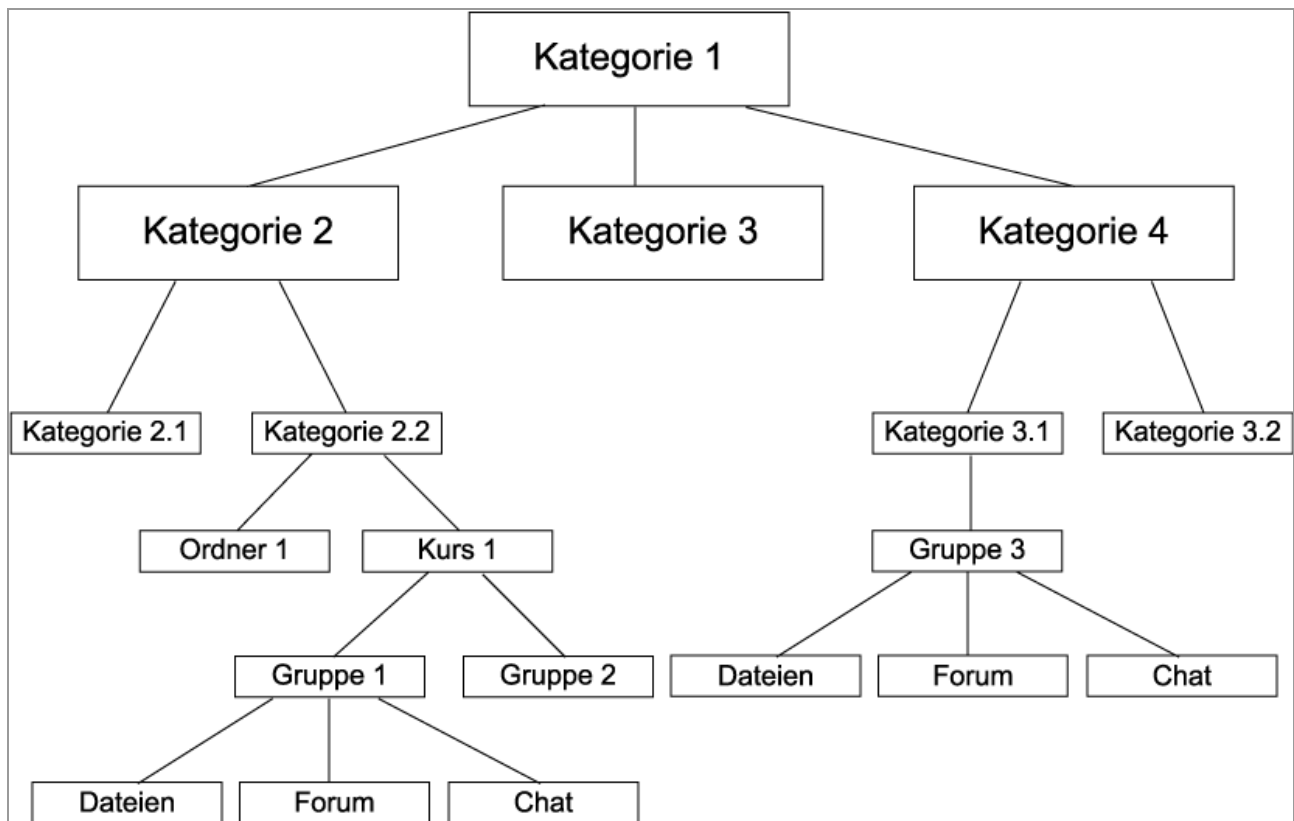 Kategorie 1
Kategorie 2
Kategorie 3
Kategorie 4
Kategorie 2.1
Kategorie 2.2
Kategorie 3.1
Kategorie 3.2
Ordner 1
Kurs 1
Gruppe 3
Gruppe 1
Gruppe 2
Dateien
Forum
Chat
Dateien
Forum
Chat